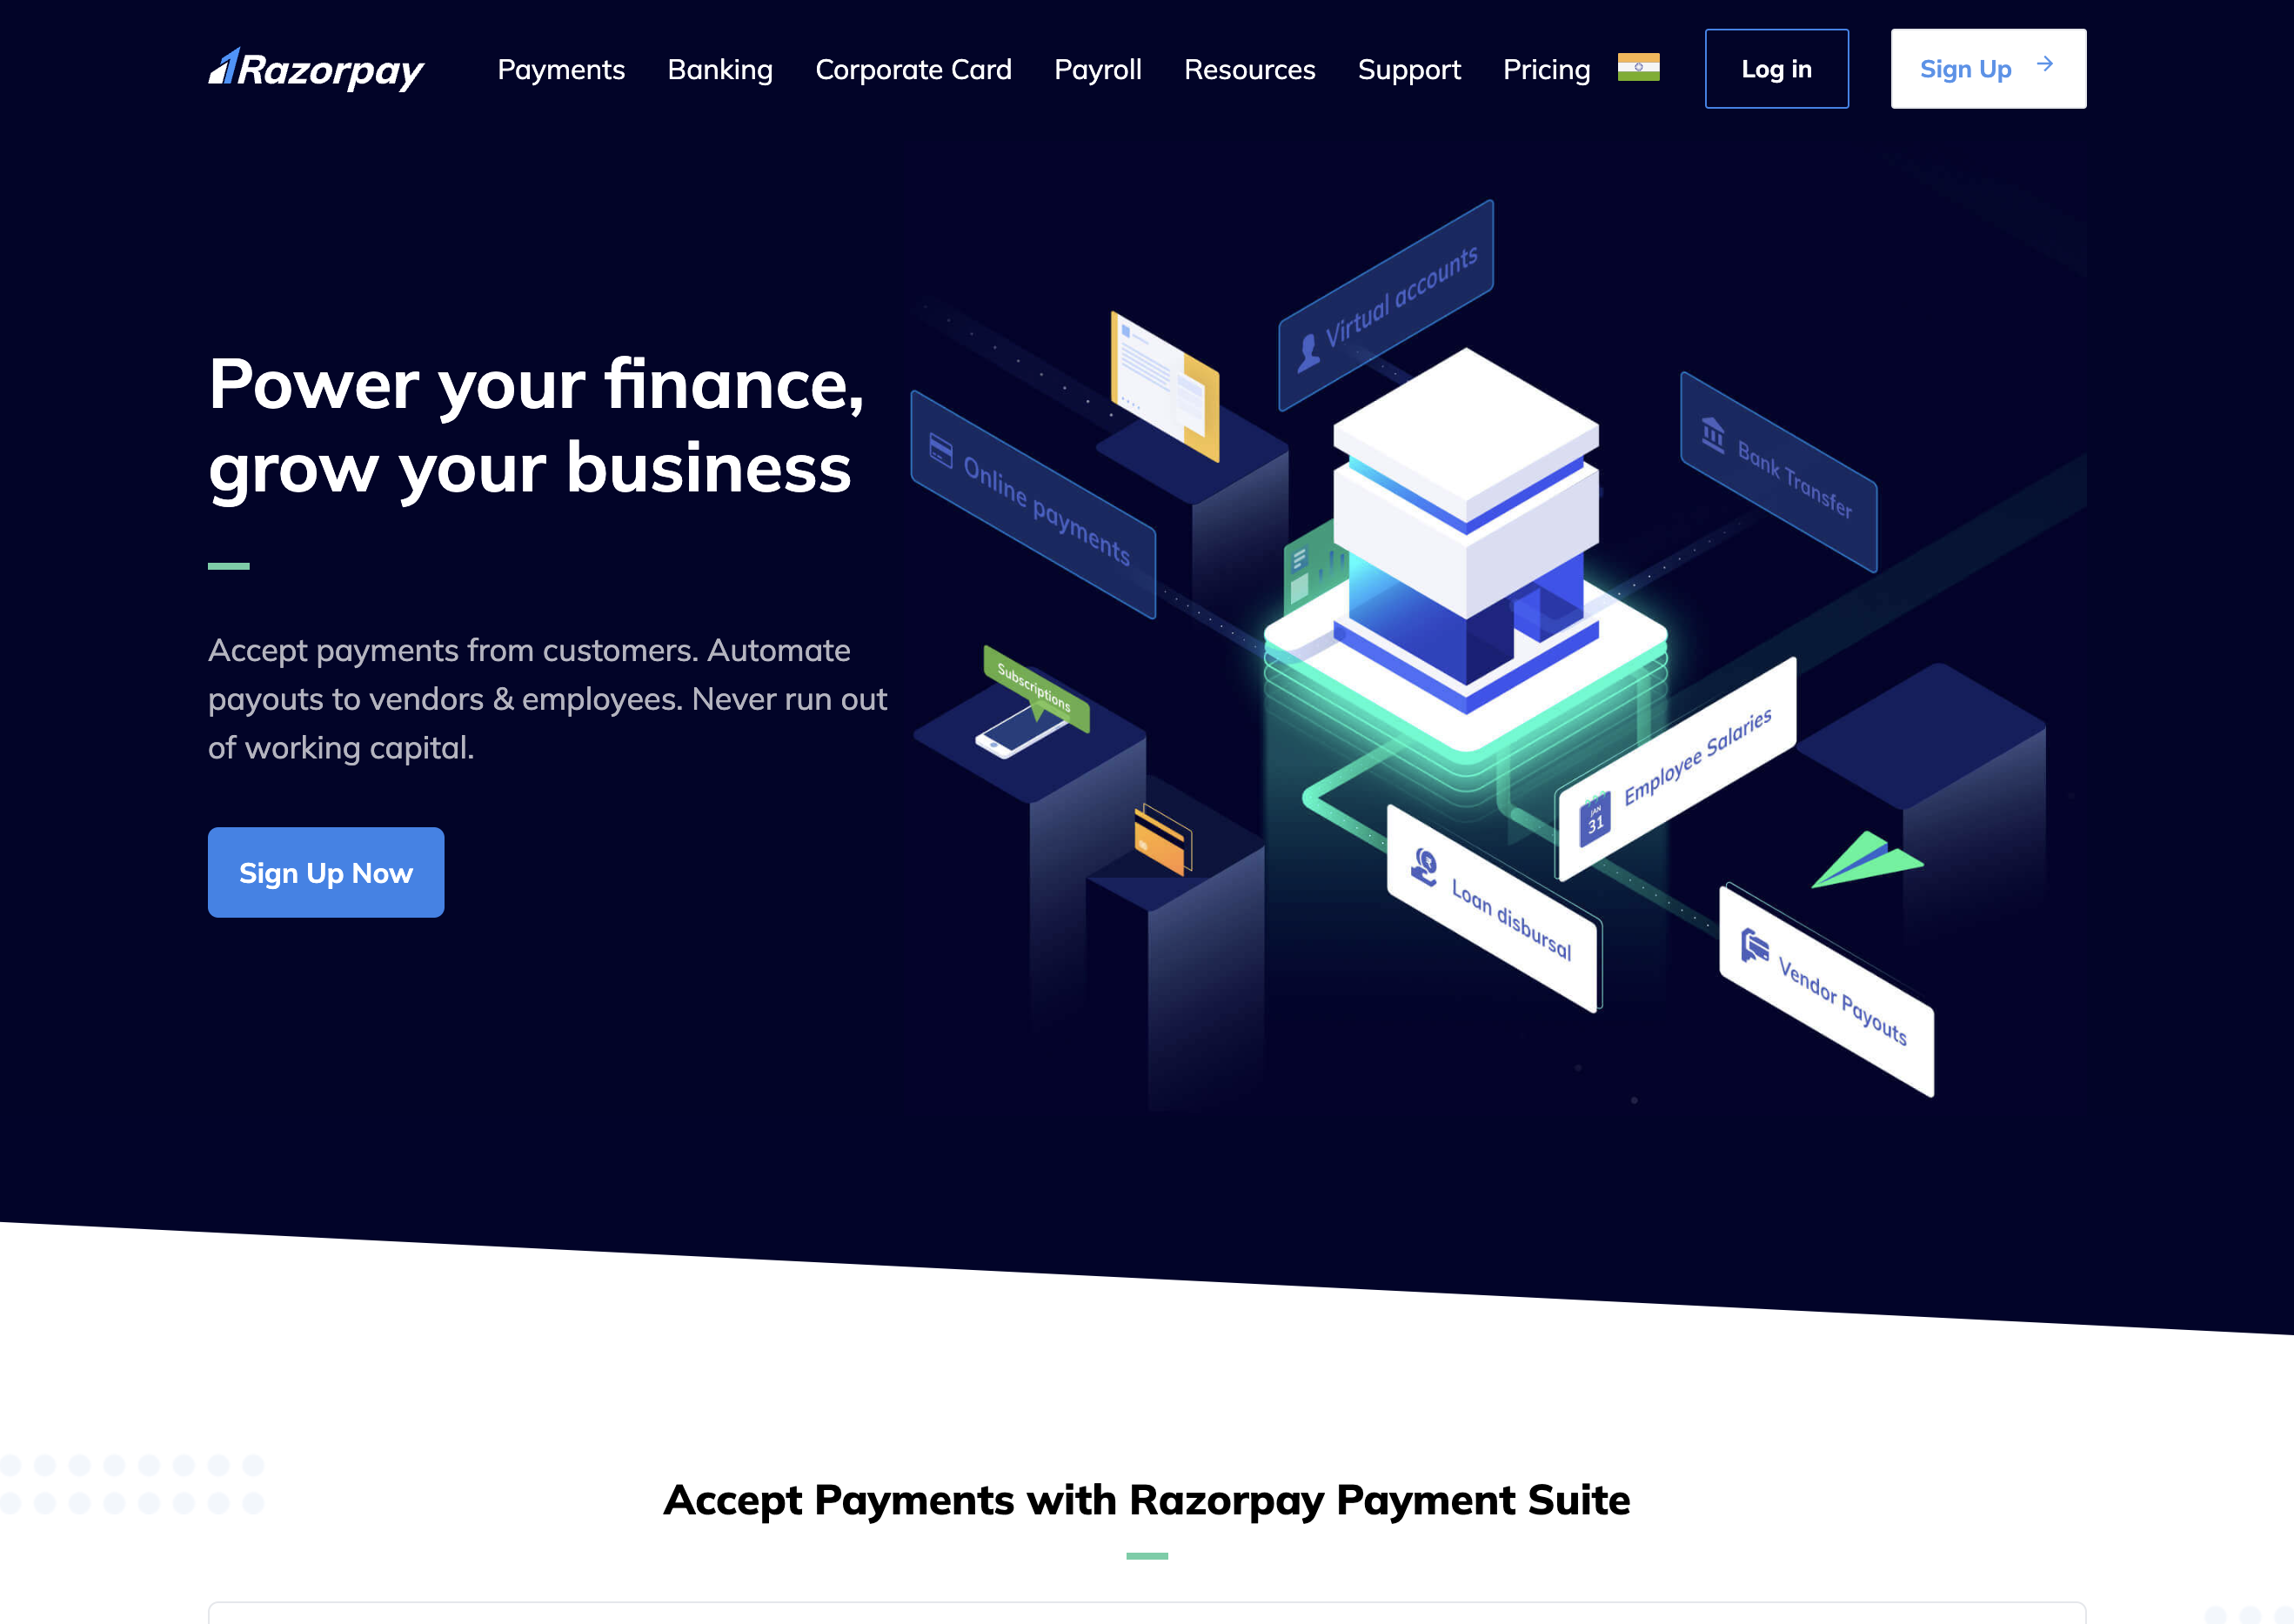 Razorpay
Payments
Banking
Corporate Card
Payroll
Resources
Support
Pricing
Log in
Sign Up
Power your finance,
grow your business
Accept payments from customers. Automate
payouts to vendors & employees. Never run out
of working capital.
Sign Up Now
Virtual accounts
Online payments
Bank Transfer
Subscriptions
JAN
31
Employee Salaries
Loan disbursal
Vendor Payouts
Accept Payments with Razorpay Payment Suite